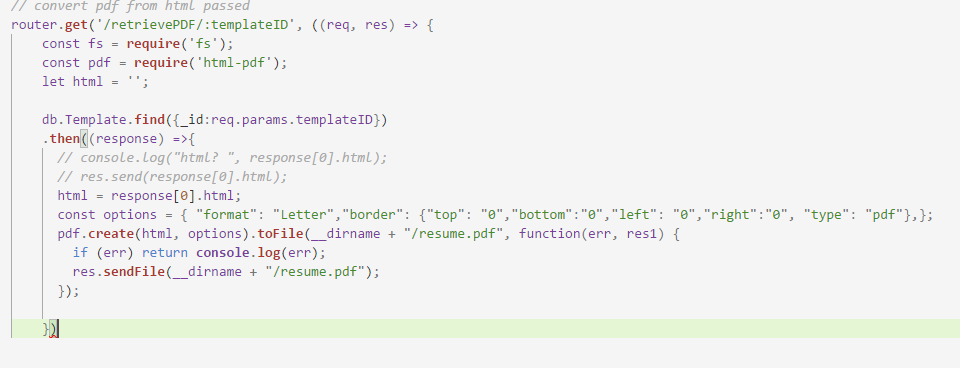 // convert pdf from html passed
router.get('/retrievePDF/:templateID', ((req, res) => {
    const fs = require('fs');
    const pdf = require('html-pdf');
    let html = '';

    db.Template.find({_id:req.params.templateID})
    .then((response) =>{
      // console.log("html? ", response[0].html);
      // res.send(response[0].html);
      html = response[0].html;
      const options = { "format": "Letter","border": {"top": "0","bottom":"0","left": "0","right":"0", "type": "pdf"},};
      pdf.create(html, options).toFile(__dirname + "/resume.pdf", function(err, res1) {
        if (err) return console.log(err);
        res.sendFile(__dirname + "/resume.pdf");
      });

    })